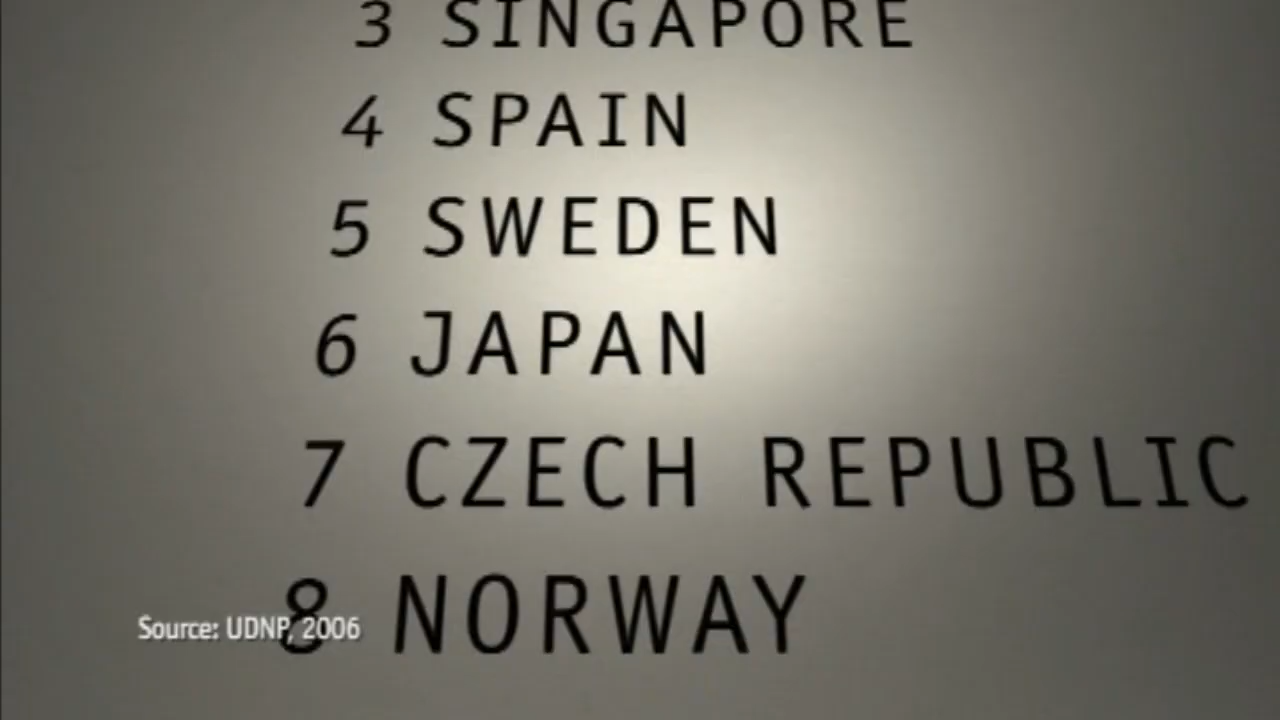 3 SINGAPORE
4 SPAIN
5 SWEDEN
6 JAPAN
7 CZECH REPUBLIC
8 NORWAY
Source: UDNP, 2006